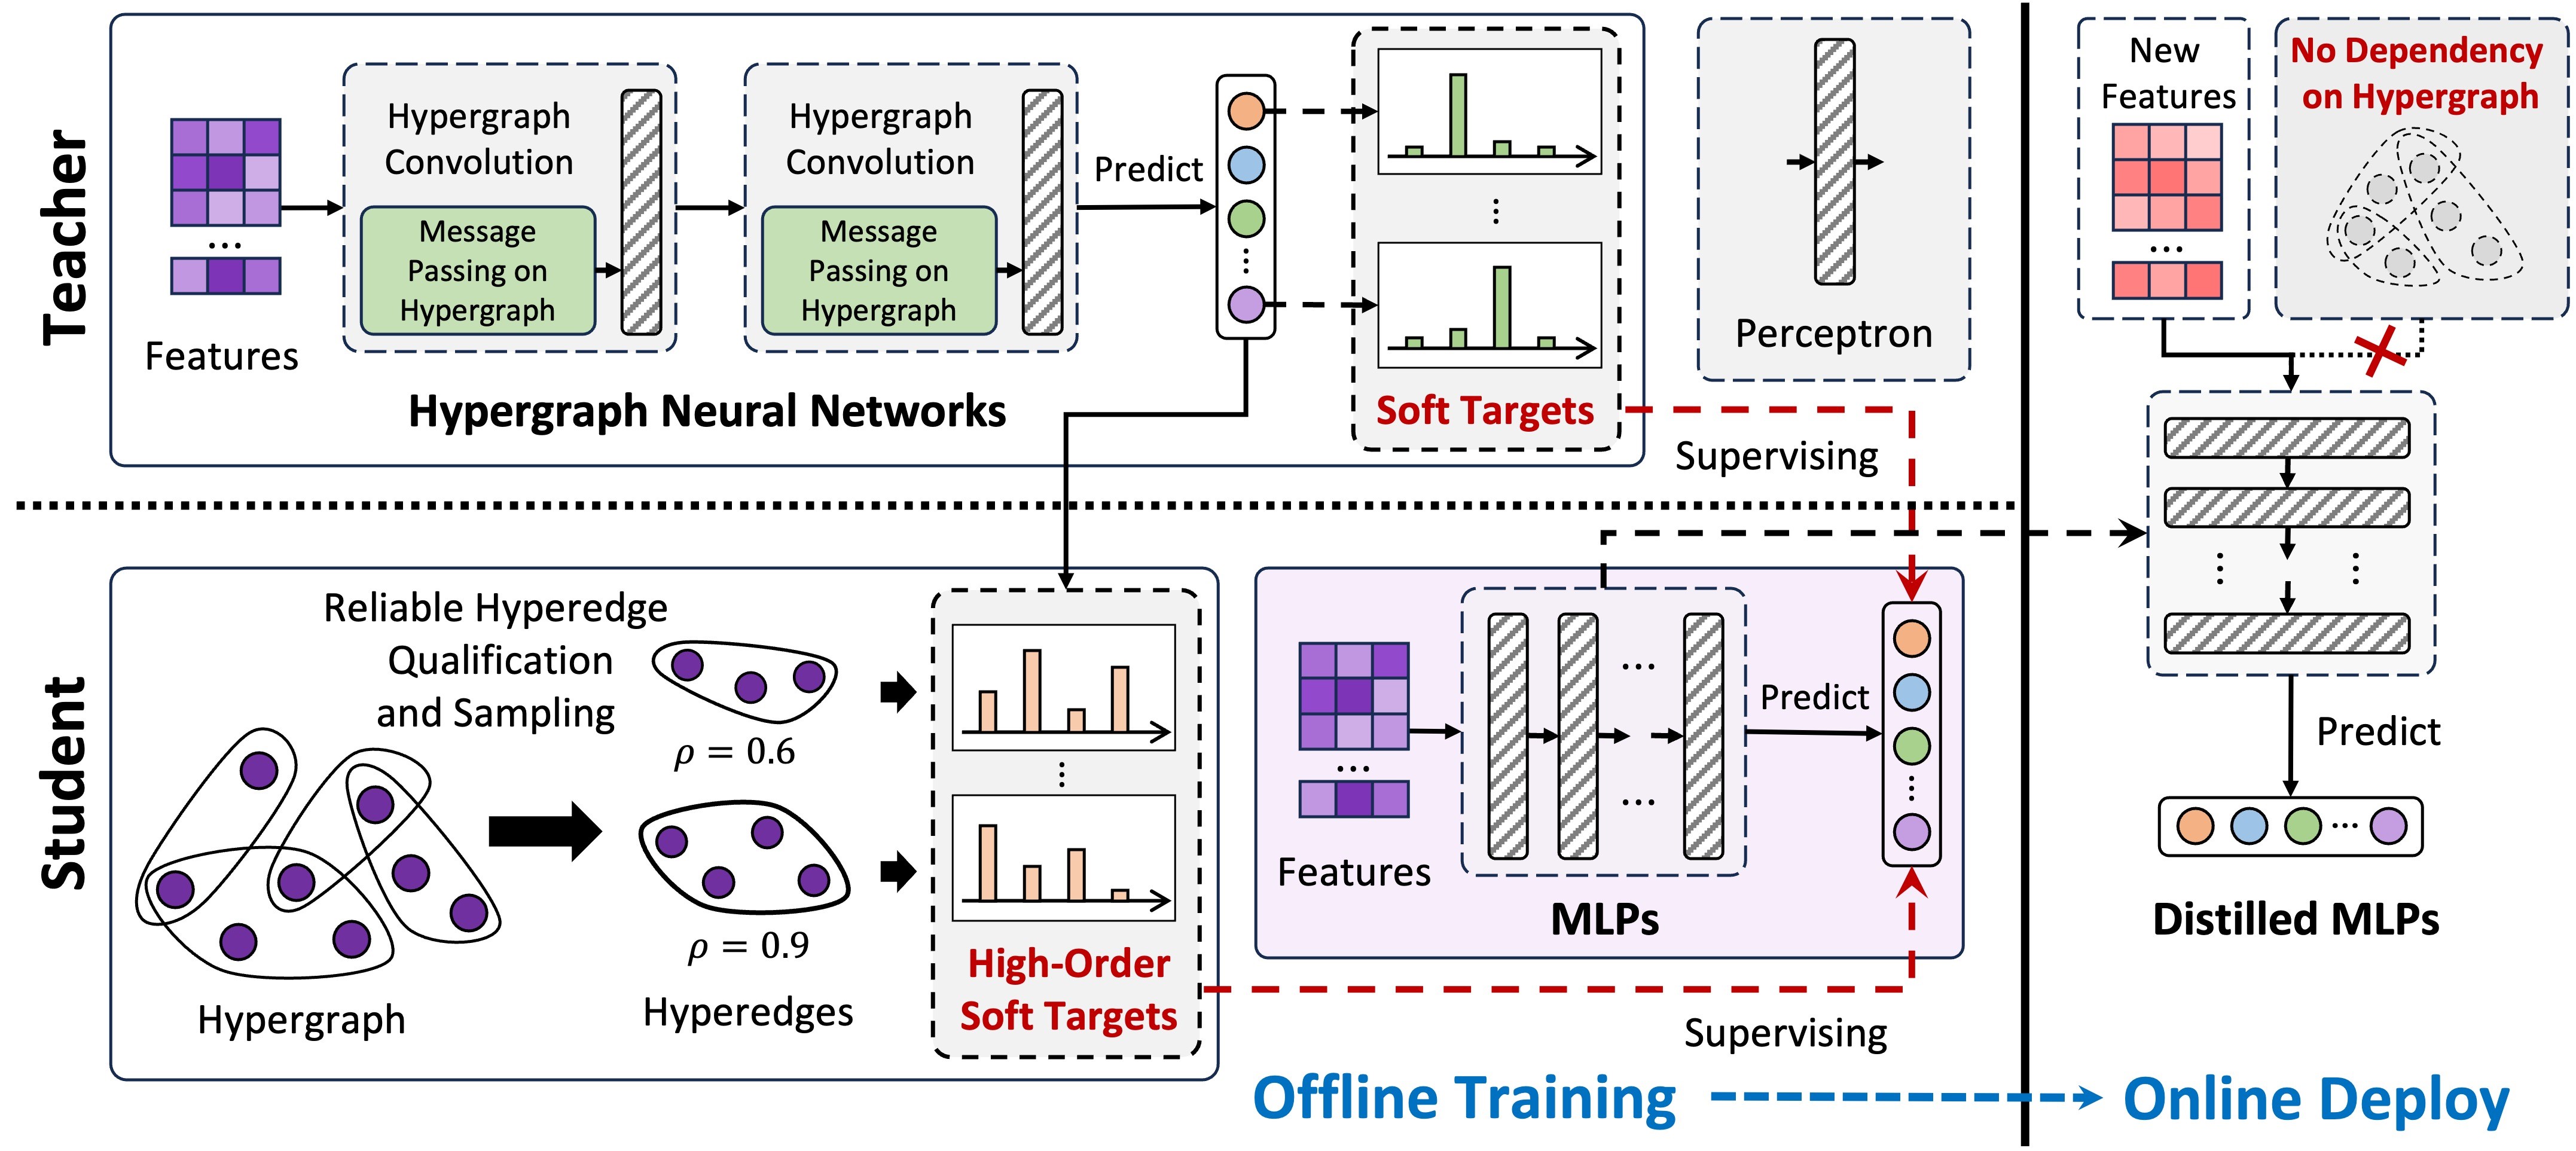 Teacher
Features
Hypergraph
Convolution
Message
Passing on
Hypergraph
Hypergraph
Convolution
Message
Passing on
Hypergraph
Predict
Hypergraph Neural Networks
Soft Targets
Perceptron
Supervising
Student
Reliable Hyperedge
Qualification
and Sampling
ρ = 0.6
ρ = 0.9
Hypergraph
Hyperedges
High-Order
Soft Targets
Features
Predict
MLPs
Supervising
Offline Training
New
Features
No Dependency
on Hypergraph
Predict
Distilled MLPs
Online Deploy